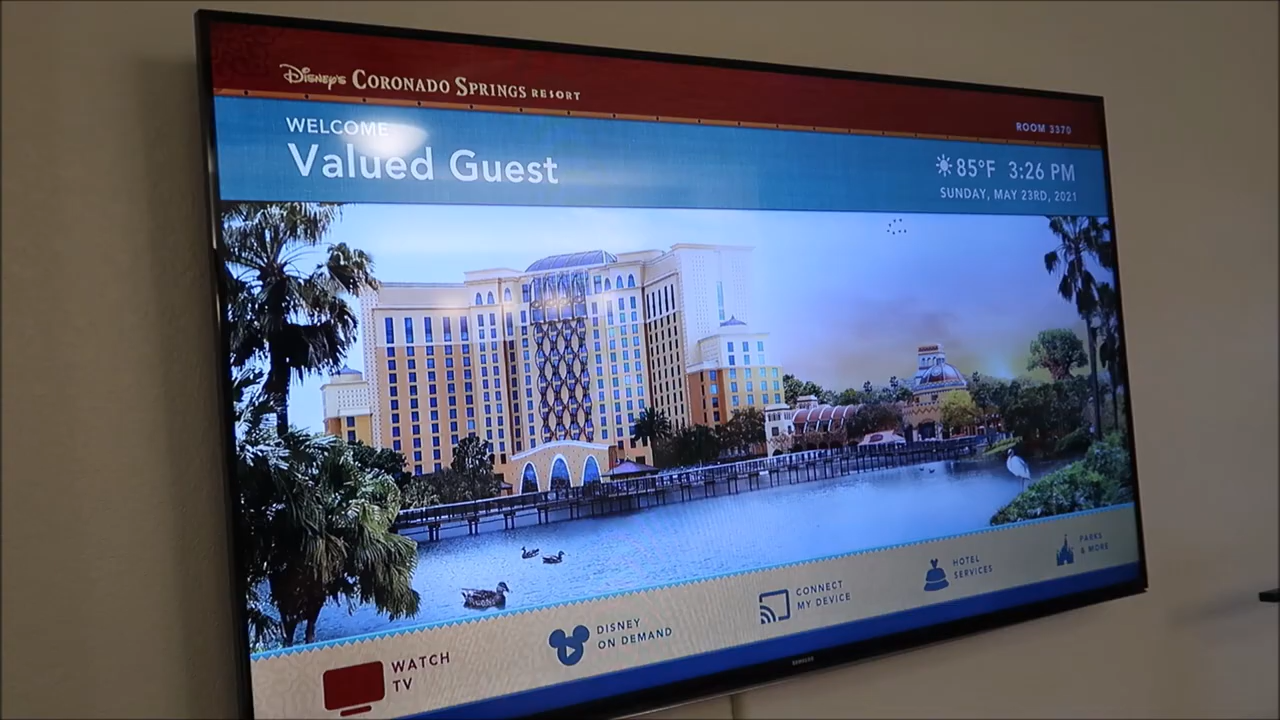 Disney's CORONADO SPRINGS RESORT
ROOM 3370
WELCOME
Valued Guest
85°F 3:26 PM
SUNDAY, MAY 23RD, 2021
WATCH
TV
DISNEY
ON DEMAND
CONNECT
MY DEVICE
HOTEL
SERVICES
PARKS
& MORE
SAMSUNG